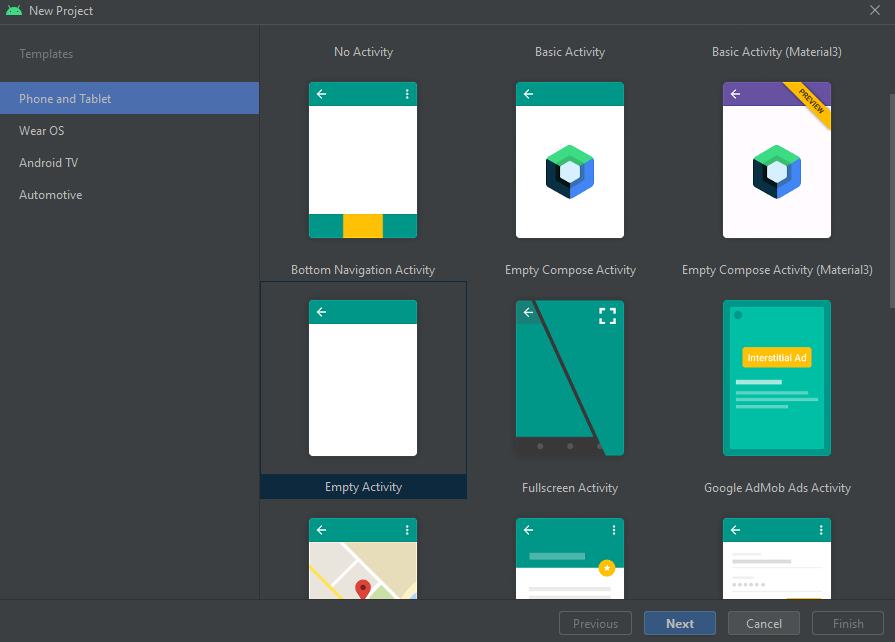 New Project
Templates
Phone and Tablet
Wear OS
Android TV
Automotive
No Activity
Basic Activity
Basic Activity (Material3)
PREVIEW
Bottom Navigation Activity
Empty Compose Activity
Empty Compose Activity (Material3)
Interstitial Ad
Empty Activity
Fullscreen Activity
Google AdMob Ads Activity
Previous
Next
Cancel
Finish